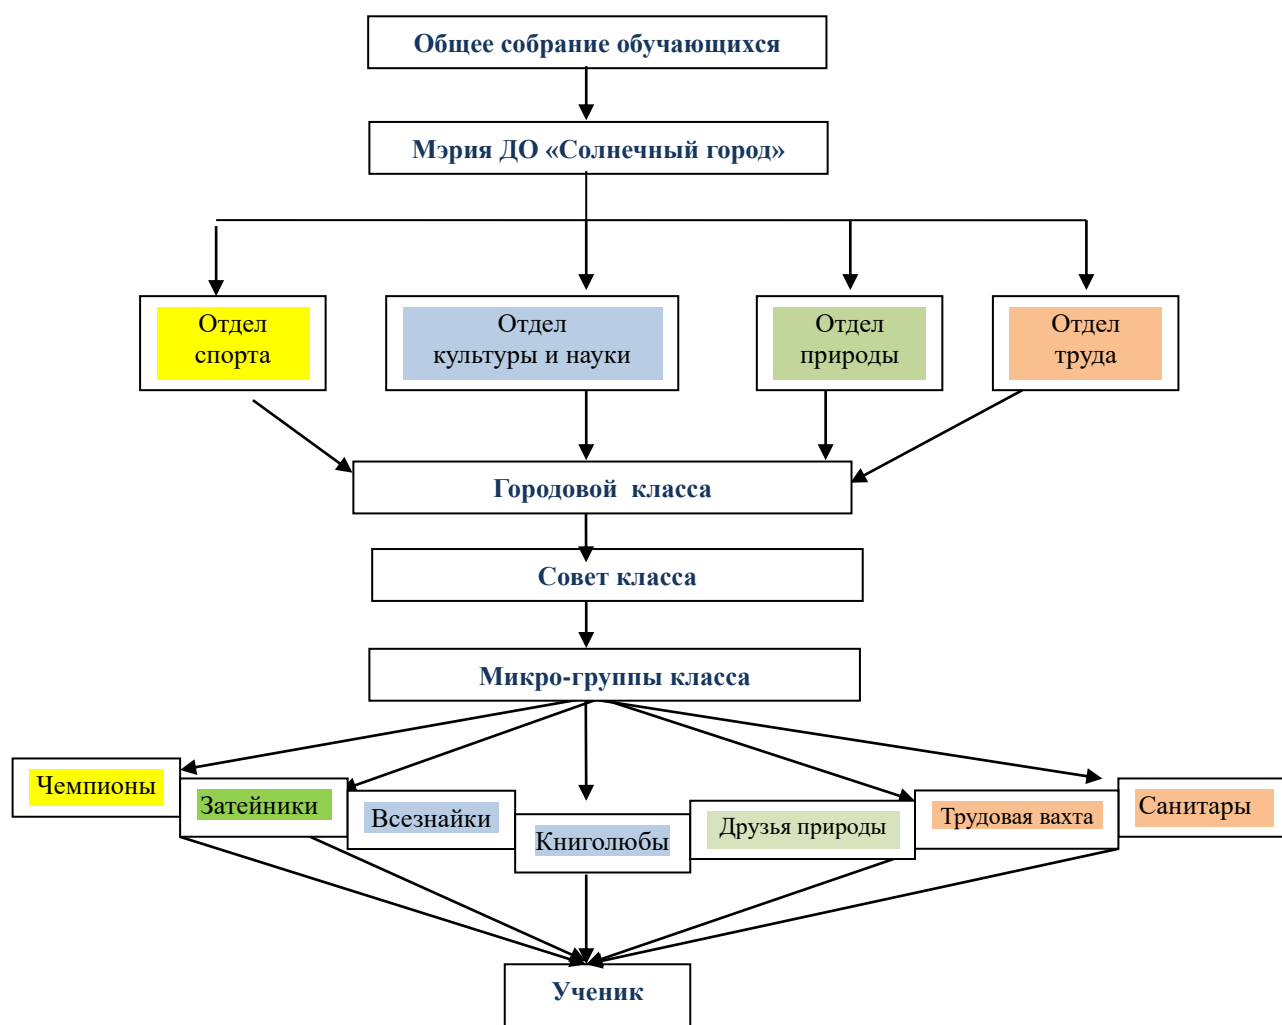 Общее собрание обучающихся
Мэрия ДО «Солнечный город»
Отдел
спорта
Отдел
культуры и науки
Отдел
природы
Отдел
труда
Городовой класса
Совет класса
Микро-группы класса
Чемпионы
Затейники
Всезнайки
Книголюбы
Друзья природы
Трудовая вахта
Санитары
Ученик